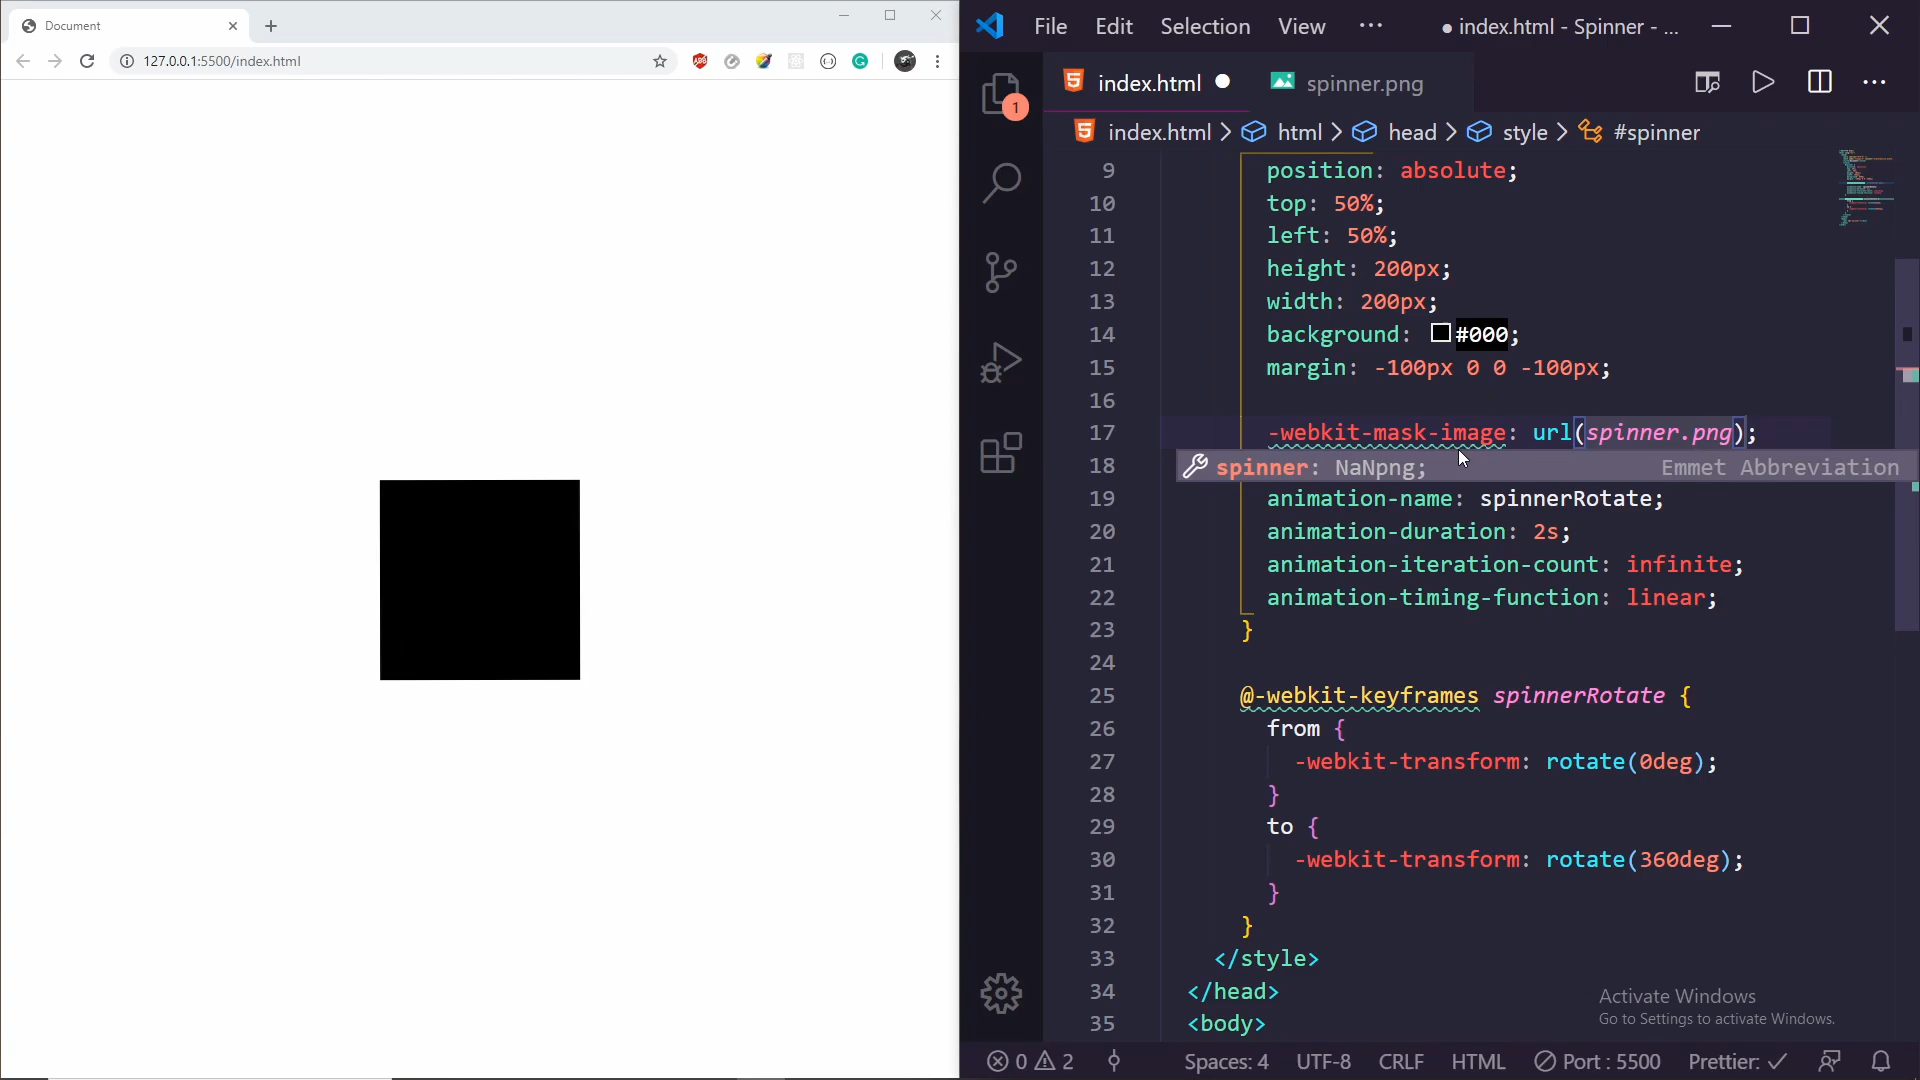 Document
127.0.0.1:5500/index.html
ABP
File Edit Selection View ··· ● index.html - Spinner - ...
index.html ● spinner.png
1
index.html > html > head > style > #spinner
9 position: absolute;
10 top: 50%;
11 left: 50%;
12 height: 200px;
13 width: 200px;
14 background: #000;
15 margin: -100px 0 0 -100px;
16
17 -webkit-mask-image: url(spinner.png);
18 spinner: NaNpng; Emmet Abbreviation
19 animation-name: spinnerRotate;
20 animation-duration: 2s;
21 animation-iteration-count: infinite;
22 animation-timing-function: linear;
23 }
24
25 @-webkit-keyframes spinnerRotate {
26 from {
27 -webkit-transform: rotate(0deg);
28 }
29 to {
30 -webkit-transform: rotate(360deg);
31 }
32 }
33 </style>
34 </head>
35 <body>
Activate Windows
Go to Settings to activate Windows.
0 2 Spaces: 4 UTF-8 CRLF HTML Port : 5500 Prettier: ✓